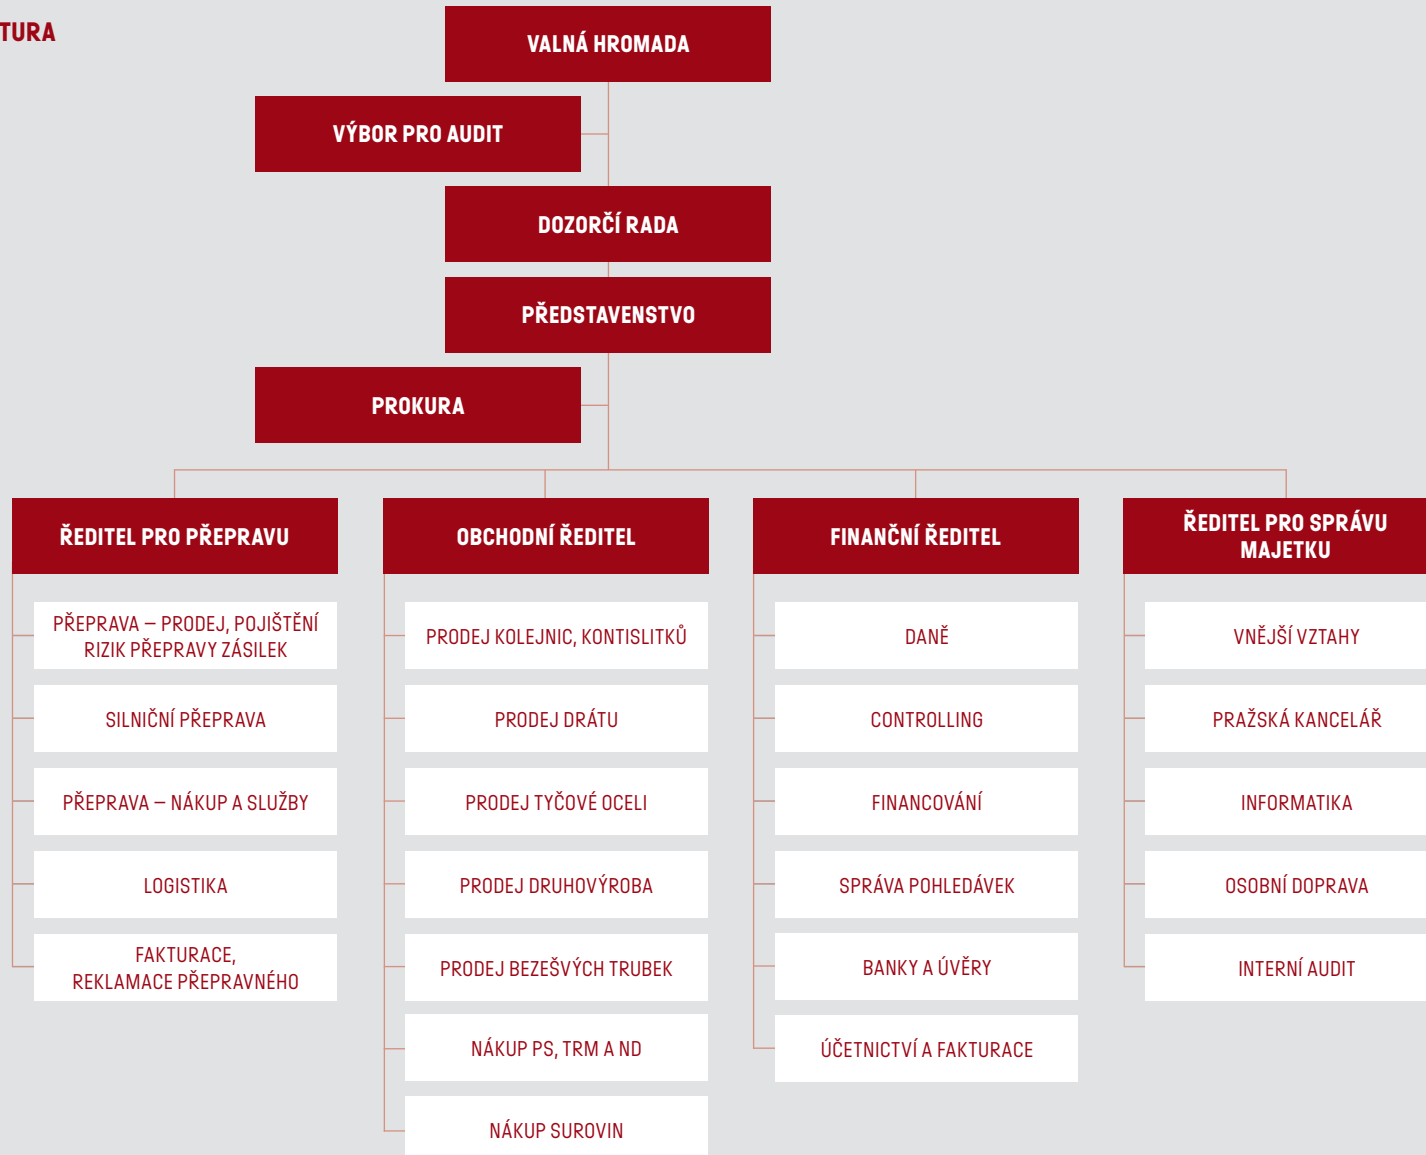 TURA
VALNÁ HROMADA
VÝBOR PRO AUDIT
DOZORČÍ RADA
PŘEDSTAVENSTVO
PROKURA
ŘEDITEL PRO PŘEPRAVU
PŘEPRAVA – PRODEJ, POJIŠTĚNÍ
RIZIK PŘEPRAVY ZÁSILEK
SILNIČNÍ PŘEPRAVA
PŘEPRAVA – NÁKUP A SLUŽBY
LOGISTIKA
FAKTURACE,
REKLAMACE PŘEPRAVNÉHO
OBCHODNÍ ŘEDITEL
PRODEJ KOLEJNIC, KONTISLITKŮ
PRODEJ DRÁTU
PRODEJ TYČOVÉ OCELI
PRODEJ DRUHOVÝROBA
PRODEJ BEZEŠVÝCH TRUBEK
NÁKUP PS, TRM A ND
NÁKUP SUROVIN
FINANČNÍ ŘEDITEL
DANĚ
CONTROLLING
FINANCOVÁNÍ
SPRÁVA POHLEDÁVEK
BANKY A ÚVĚRY
ÚČETNICTVÍ A FAKTURACE
ŘEDITEL PRO SPRÁVU
MAJETKU
VNĚJŠÍ VZTAHY
PRAŽSKÁ KANCELÁŘ
INFORMATIKA
OSOBNÍ DOPRAVA
INTERNÍ AUDIT